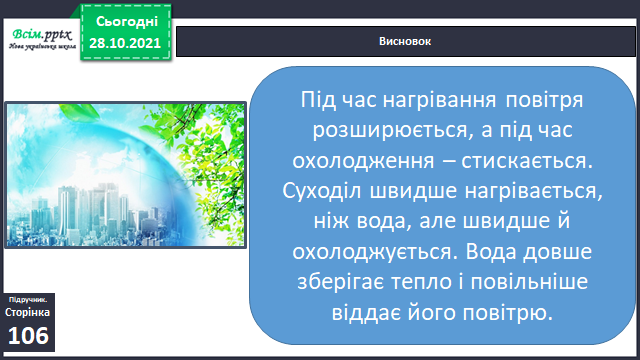 Всім.pptx
Нова українська школа
Сьогодні
28.10.2021
Висновок
Під час нагрівання повітря
розширюється, а під час
охолодження – стискається.
Суходіл швидше нагрівається,
ніж вода, але швидше й
охолоджується. Вода довше
зберігає тепло і повільніше
віддає його повітрю.
Підручник.
Сторінка
106